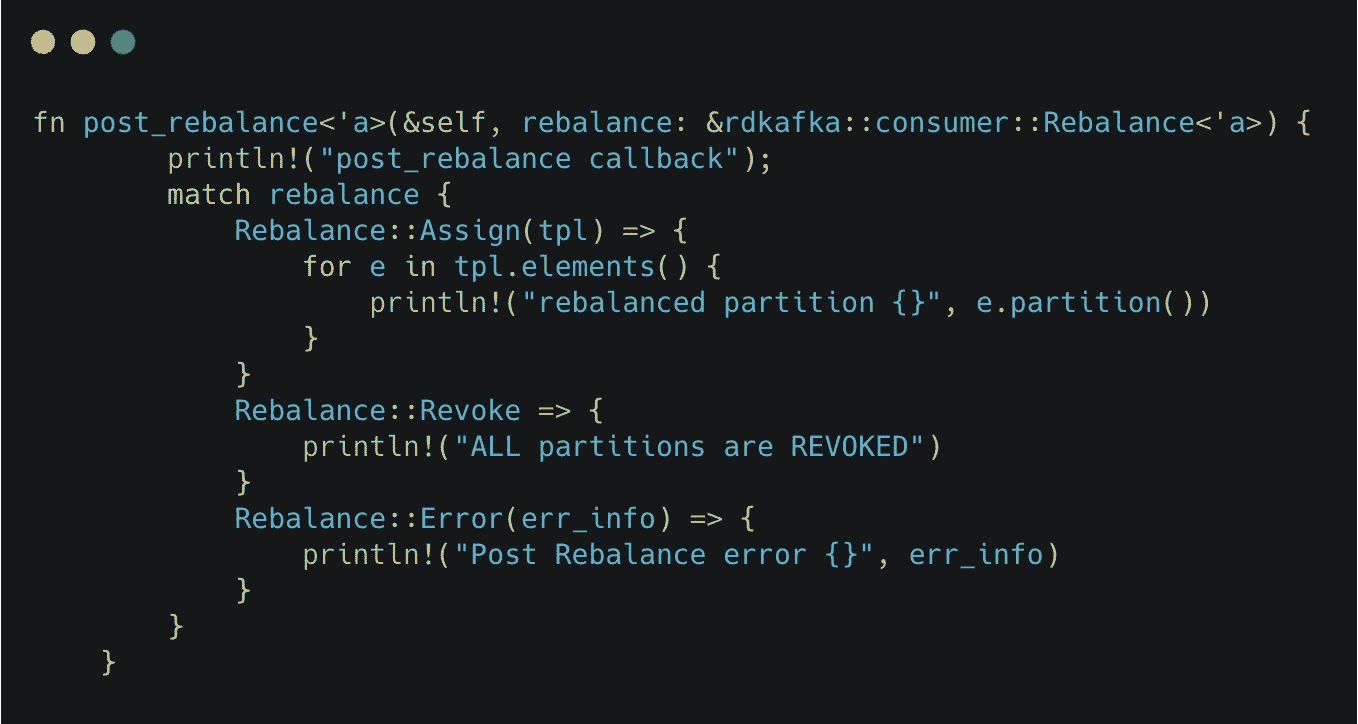 fn post_rebalance<'a>(&self, rebalance: &rdkafka::consumer::Rebalance<'a>) {
        println!("post_rebalance callback");
        match rebalance {
            Rebalance::Assign(tpl) => {
                for e in tpl.elements() {
                    println!("rebalanced partition {}", e.partition())
                }
            }
            Rebalance::Revoke => {
                println!("ALL partitions are REVOKED")
            }
            Rebalance::Error(err_info) => {
                println!("Post Rebalance error {}", err_info)
            }
        }
    }